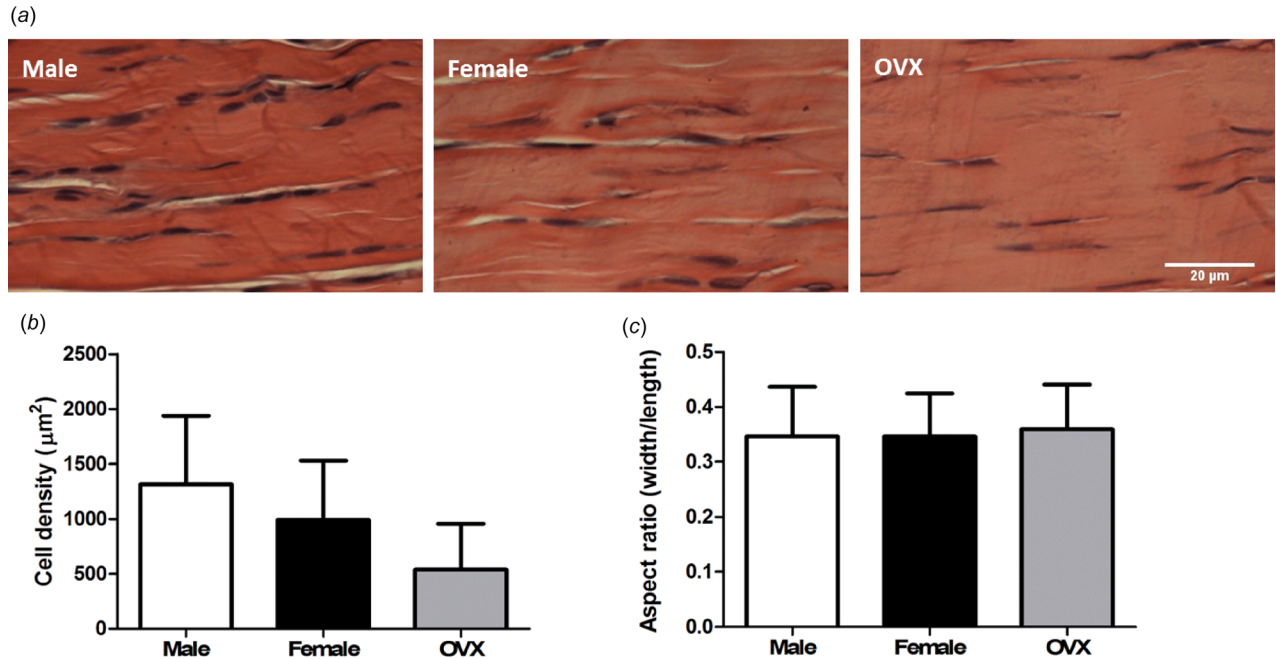 (a)
Male
Female
OVX
20 μm
(b)
2500
2000
1500
1000
500
0
Cell density (μm²)
Male
Female
OVX
(c)
0.5
0.4
0.3
0.2
0.1
0.0
Aspect ratio (width/length)
Male
Female
OVX